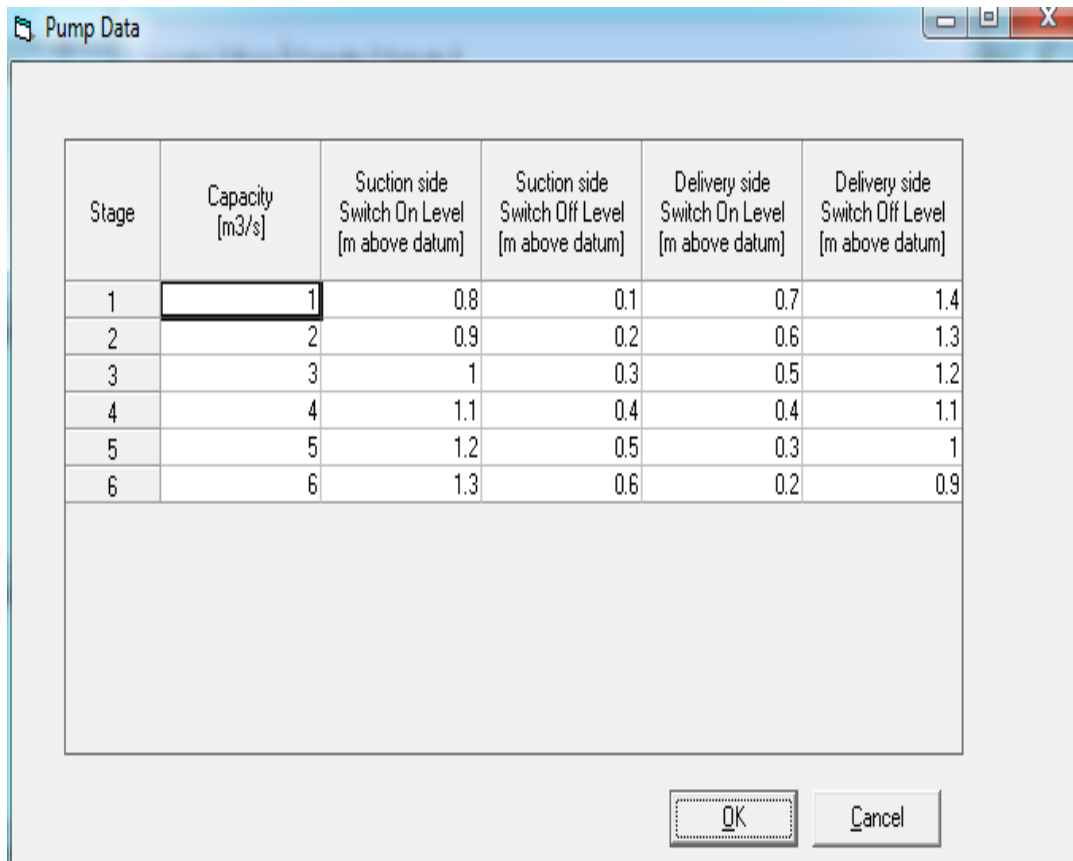 Pump Data
Stage
Capacity
[m3/s]
Suction side
Switch On Level
[m above datum]
Suction side
Switch Off Level
[m above datum]
Delivery side
Switch On Level
[m above datum]
Delivery side
Switch Off Level
[m above datum]
1 1 0.8 0.1 0.7 1.4
2 2 0.9 0.2 0.6 1.3
3 3 1 0.3 0.5 1.2
4 4 1.1 0.4 0.4 1.1
5 5 1.2 0.5 0.3 1
6 6 1.3 0.6 0.2 0.9
OK Cancel